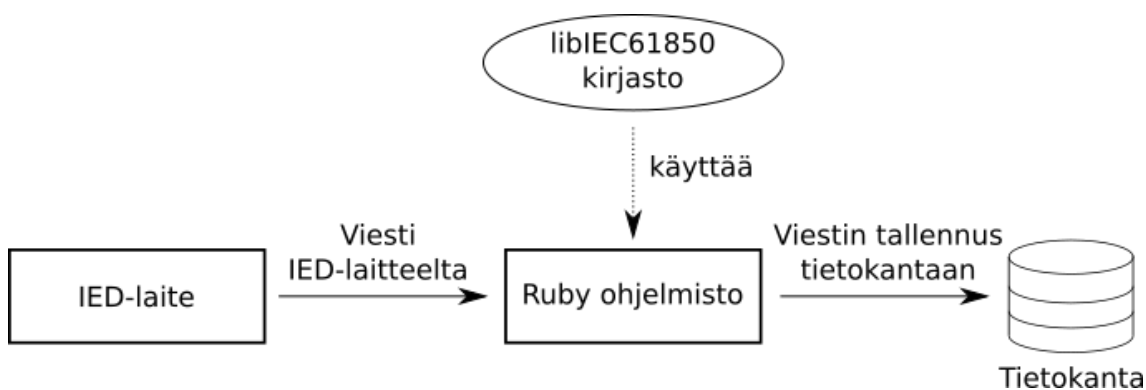 libIEC61850
kirjasto
käyttää
Viesti
IED-laitteelta
Viestin tallennus
tietokantaan
IED-laite
Ruby ohjelmisto
Tietokanta